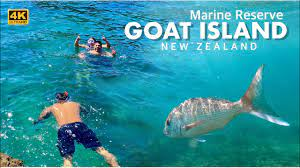 4K
Marine Reserve
GOAT ISLAND
NEW ZEALAND